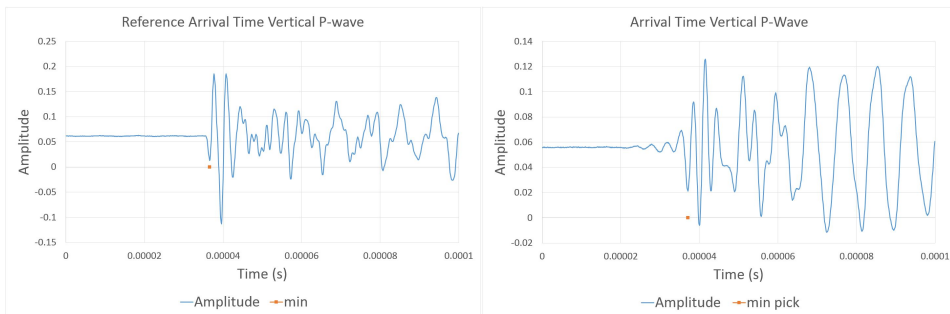 Reference Arrival Time Vertical P-wave
0.25
0.2
0.15
0.1
0.05
0
-0.05
-0.1
-0.15
Amplitude
0 0.00002 0.00004 0.00006 0.00008 0.0001
Time (s)
Amplitude min
Arrival Time Vertical P-Wave
0.14
0.12
0.1
0.08
0.06
0.04
0.02
0
-0.02
Amplitude
0 0.00002 0.00004 0.00006 0.00008 0.0001
Time (s)
Amplitude min pick